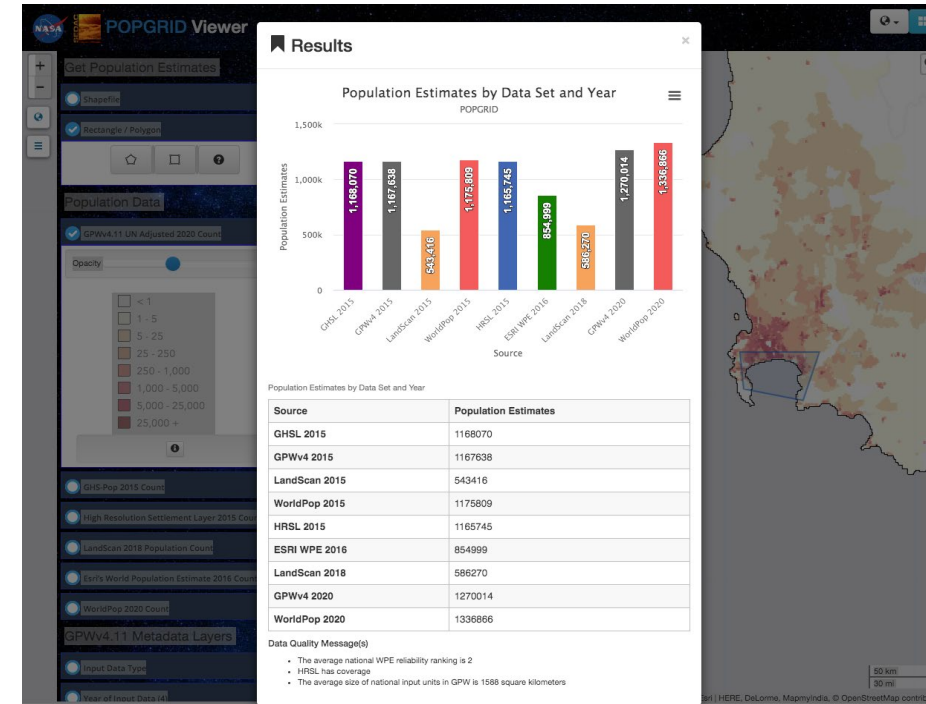 NASA
SEDAC
POPGRID Viewer
Get Population Estimates
Shapefile
Rectangle / Polygon
Population Data
GPWv4.11 UN Adjusted 2020 Count
Opacity
< 1
1 - 5
5 - 25
25 - 250
250 - 1,000
1,000 - 5,000
5,000 - 25,000
25,000 +
GHS-Pop 2015 Count
High Resolution Settlement Layer 2015 Cou
LandScan 2018 Population Count
Esri's World Population Estimate 2016 Count
WorldPop 2020 Count
GPWv4.11 Metadata Layers
Input Data Type
Year of Input Data (4)
Results
×
Population Estimates by Data Set and Year
POPGRID
Population Estimates
1,500k
1,000k
500k
0
1,168,070
1,167,638
543,416
1,175,809
1,165,745
854,999
586,270
1,270,014
1,336,866
GHSL 2015
GPWv4 2015
LandScan 2015
WorldPop 2015
HRSL 2015
ESRI WPE 2016
LandScan 2018
GPWv4 2020
WorldPop 2020
Source
Population Estimates by Data Set and Year
Source Population Estimates
GHSL 2015 1168070
GPWv4 2015 1167638
LandScan 2015 543416
WorldPop 2015 1175809
HRSL 2015 1165745
ESRI WPE 2016 854999
LandScan 2018 586270
GPWv4 2020 1270014
WorldPop 2020 1336866
Data Quality Message(s)
• The average national WPE reliability ranking is 2
• HRSL has coverage
• The average size of national input units in GPW is 1588 square kilometers
50 km
30 mi
Esri | HERE, DeLorme, MapmyIndia, © OpenStreetMap contrib